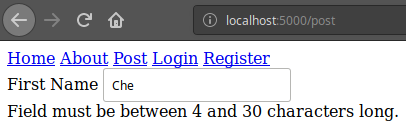 localhost:5000/post
Home About Post Login Register
First Name Che
Field must be between 4 and 30 characters long.